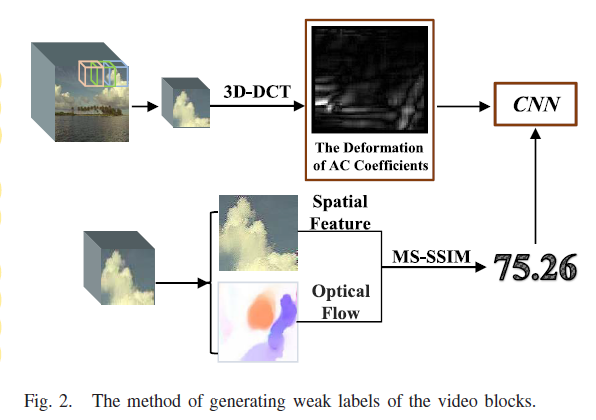 3D-DCT
CNN
The Deformation
of AC Coefficients
Spatial
Feature
MS-SSIM
75.26
Optical
Flow
Fig. 2. The method of generating weak labels of the video blocks.